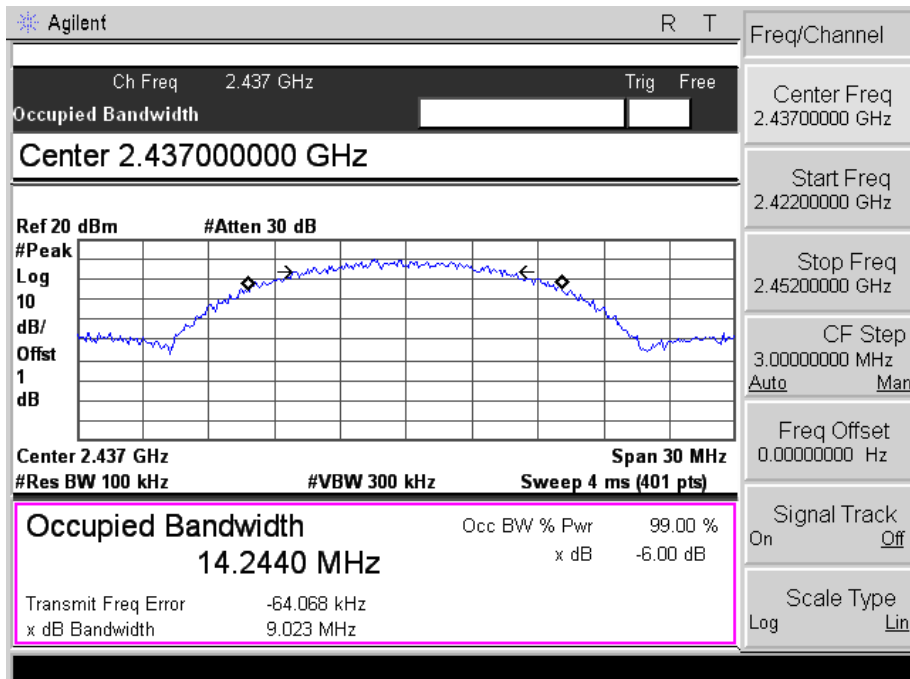 Agilent R T
Freq/Channel
Ch Freq 2.437 GHz Trig Free
Occupied Bandwidth
Center 2.437000000 GHz
Ref 20 dBm #Atten 30 dB
#Peak
Log
10
dB/
Offst
1
dB
Center 2.437 GHz Span 30 MHz
#Res BW 100 kHz #VBW 300 kHz Sweep 4 ms (401 pts)
Occupied Bandwidth
14.2440 MHz
Occ BW % Pwr 99.00 %
x dB -6.00 dB
Transmit Freq Error -64.068 kHz
x dB Bandwidth 9.023 MHz
Center Freq
2.43700000 GHz
Start Freq
2.42200000 GHz
Stop Freq
2.45200000 GHz
CF Step
3.00000000 MHz
Auto Man
Freq Offset
0.00000000 Hz
Signal Track
On Off
Scale Type
Log Lin